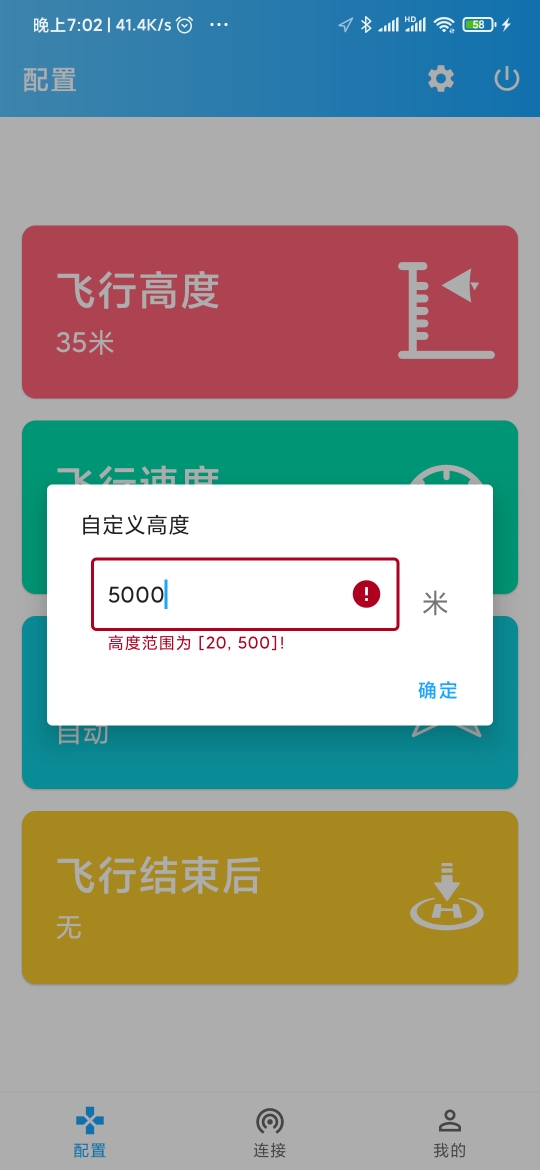 晚上7:02 | 41.4K/s
HD
58
配置
飞行高度
35米
飞行速度
自定义高度
5000
米
高度范围为 [20, 500]!
确定
自动
飞行结束后
无
配置
连接
我的